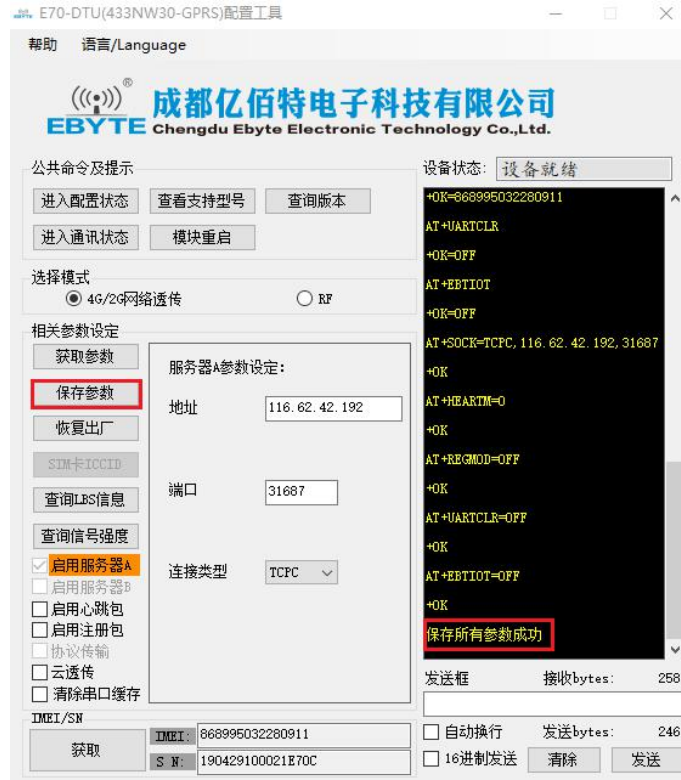 E70-DTU(433NW30-GPRS)配置工具
帮助 语言/Language
((())) ®
EBYTE 成都亿佰特电子科技有限公司
Chengdu Ebyte Electronic Technology Co.,Ltd.
公共命令及提示
进入配置状态 查看支持型号 查询版本
进入通讯状态 模块重启
选择模式
4G/2G网络透传 RF
相关参数设定
获取参数
保存参数
恢复出厂
SIM卡ICCID
查询LBS信息
查询信号强度
启用服务器A
启用服务器B
启用心跳包
启用注册包
协议传输
云透传
清除串口缓存
服务器A参数设定:
地址 116.62.42.192
端口 31687
连接类型 TCPC
IMEI/SN
获取
IMEI: 868995032280911
S N: 190429100021E70C
设备状态: 设备就绪
+OK=868995032280911
AT+UARTCLR
+OK=OFF
AT+EBTIOT
+OK=OFF
AT+SOCK=TCPC,116.62.42.192,31687
+OK
AT+HEARTM=0
+OK
AT+REGMOD=OFF
+OK
AT+UARTCLR=OFF
+OK
AT+EBTIOT=OFF
+OK
保存所有参数成功
发送框 接收bytes: 258
自动换行 发送bytes: 246
16进制发送 清除 发送